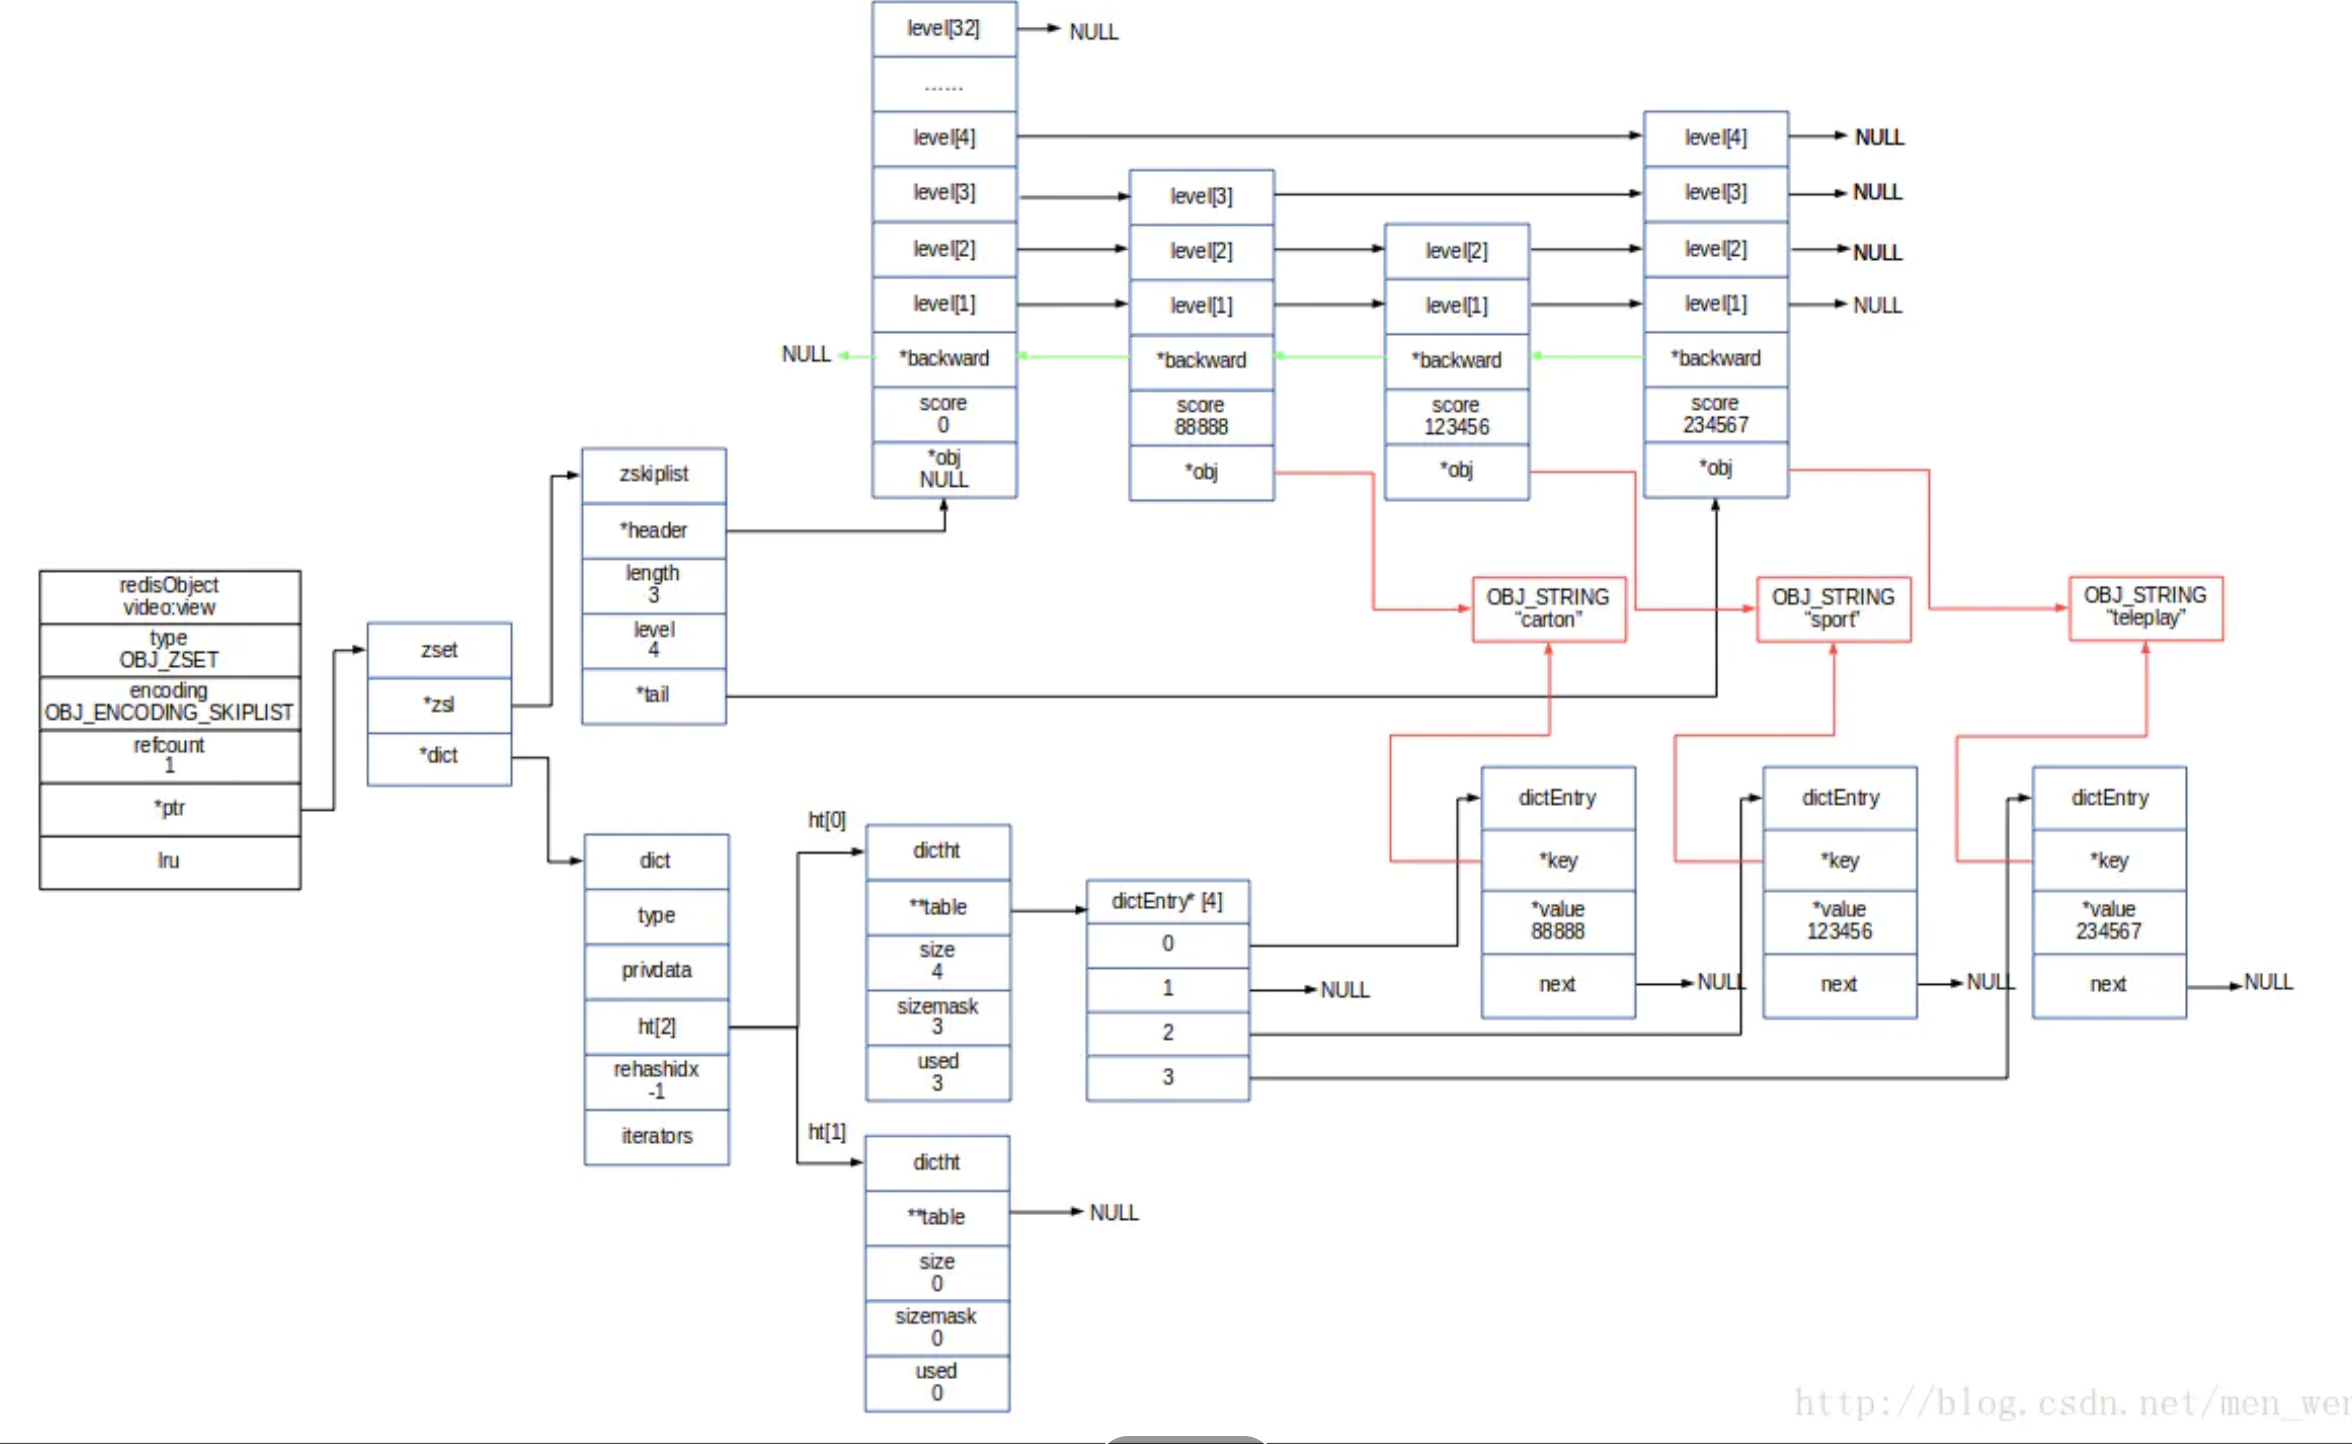 redisObject
video:view
type
OBJ_ZSET
encoding
OBJ_ENCODING_SKIPLIST
refcount
1
*ptr
lru
zset
*zsl
*dict
zskiplist
*header
length
3
level
4
*tail
level[32]
NULL
......
level[4]
level[3]
level[2]
level[1]
NULL
*backward
score
0
*obj
NULL
level[3]
level[2]
level[1]
*backward
score
88888
*obj
level[2]
level[1]
*backward
score
123456
*obj
level[4]
NULL
level[3]
NULL
level[2]
NULL
level[1]
NULL
*backward
score
234567
*obj
OBJ_STRING
“carton”
OBJ_STRING
“sport”
OBJ_STRING
“teleplay”
dict
type
privdata
ht[2]
rehashidx
-1
iterators
ht[0]
dictht
**table
size
4
sizemask
3
used
3
dictEntry* [4]
0
1
NULL
2
3
dictEntry
*key
*value
88888
next
NULL
dictEntry
*key
*value
123456
next
NULL
dictEntry
*key
*value
234567
next
NULL
ht[1]
dictht
**table
NULL
size
0
sizemask
0
used
0
http://blog.csdn.net/men_wen